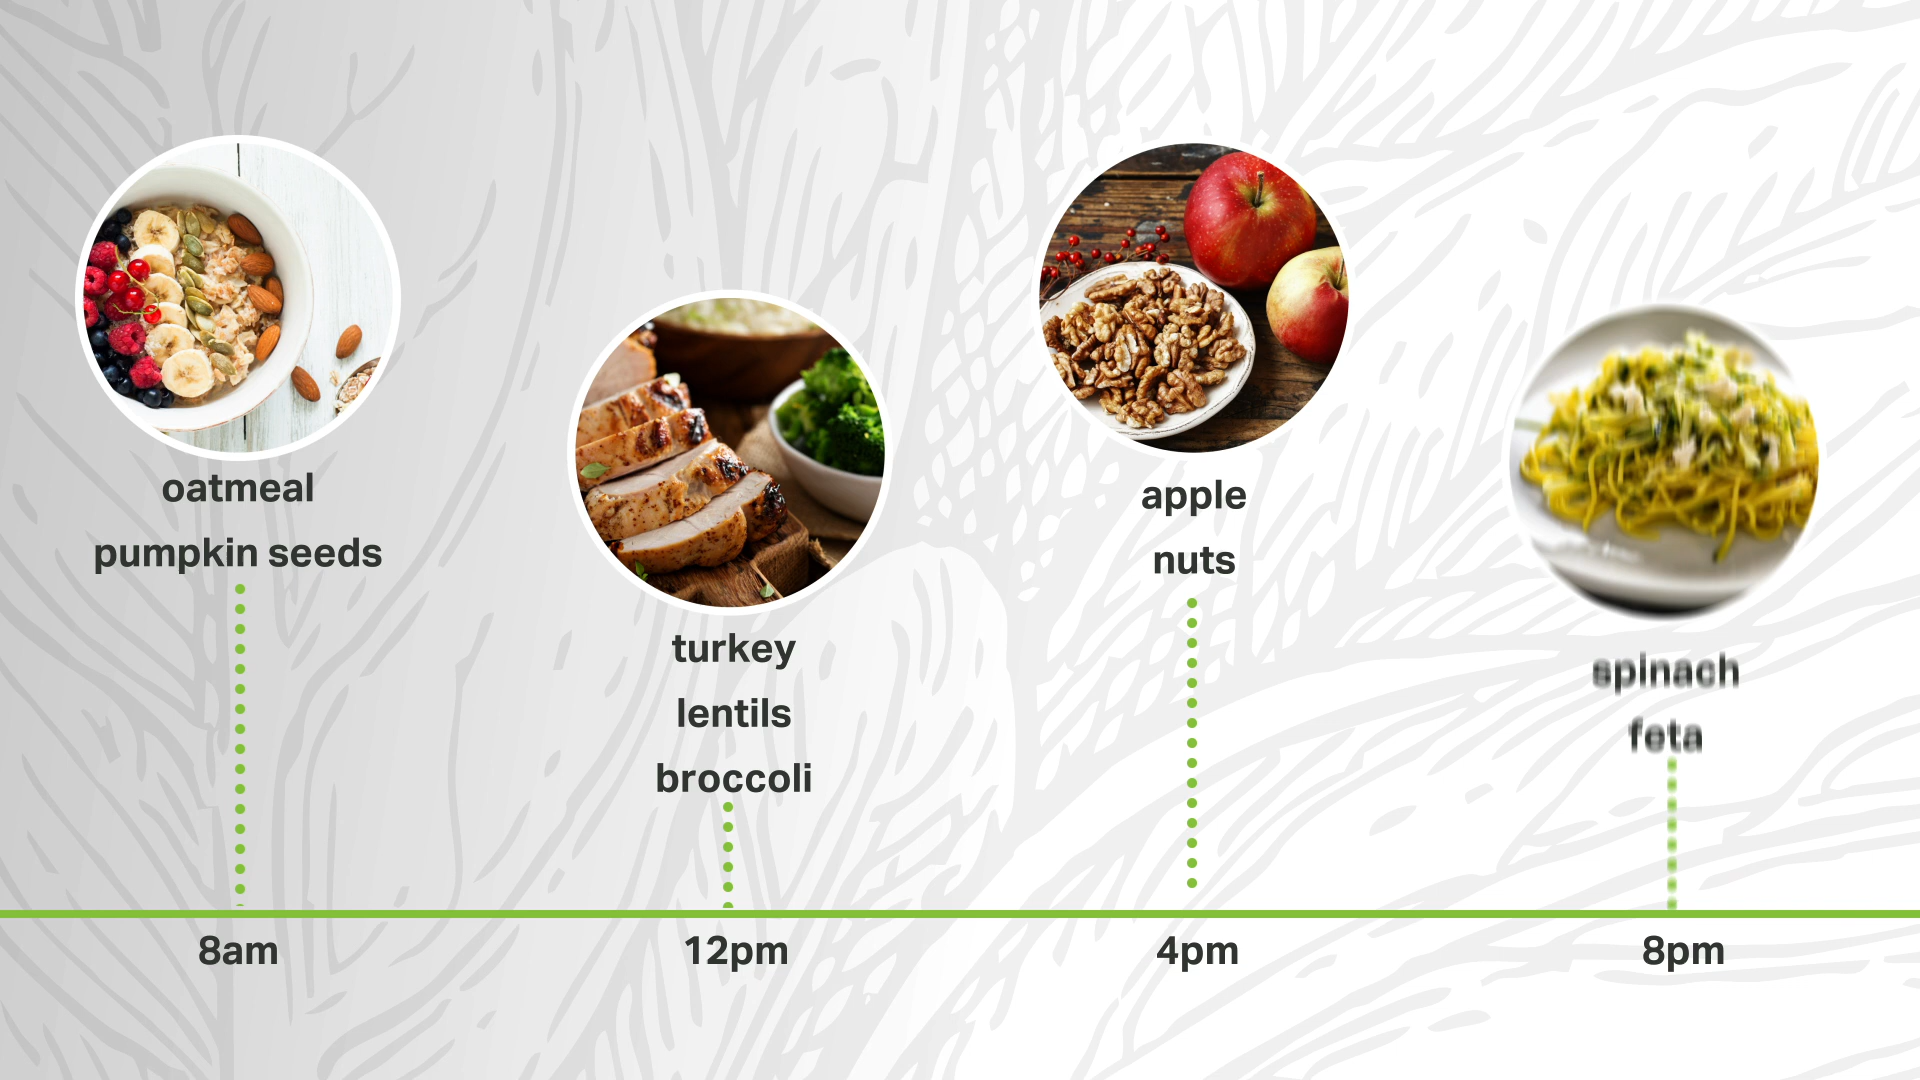 oatmeal
pumpkin seeds
turkey
lentils
broccoli
apple
nuts
spinach
feta
8am
12pm
4pm
8pm